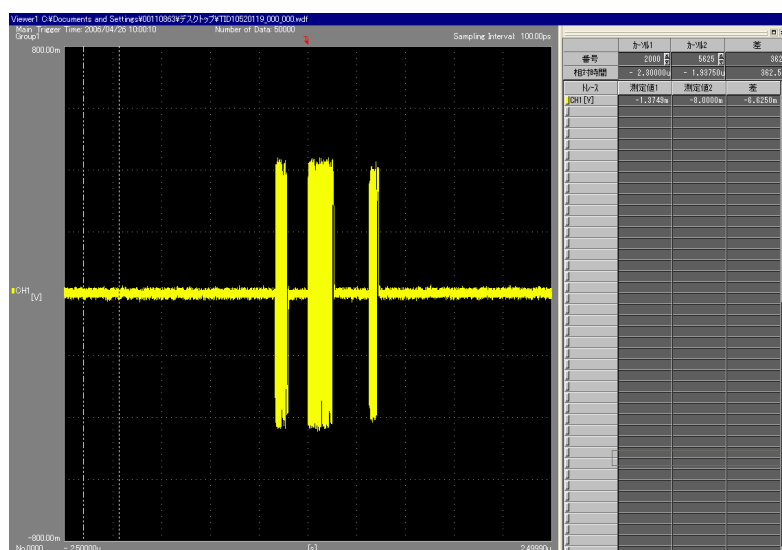 Viewer1 C:¥Documents and Settings¥00110863¥デスクトップ¥TID10520119_000_000.wdf
Main Trigger Time: 2006/04/26 10:00:10 Number of Data: 50000
Group1 Sampling Interval 100.00ps
800.00m
CH1
[V]
-800.00m
No.0000 - 2.50000u [s] 2.49990u
カーソル1 カーソル2 差
番号 2000 5625 362
相対時間 - 2.30000u - 1.93750u 362.5
トレース 測定値1 測定値2 差
CH1 [V] -1.3749m -8.0000m -6.6250m